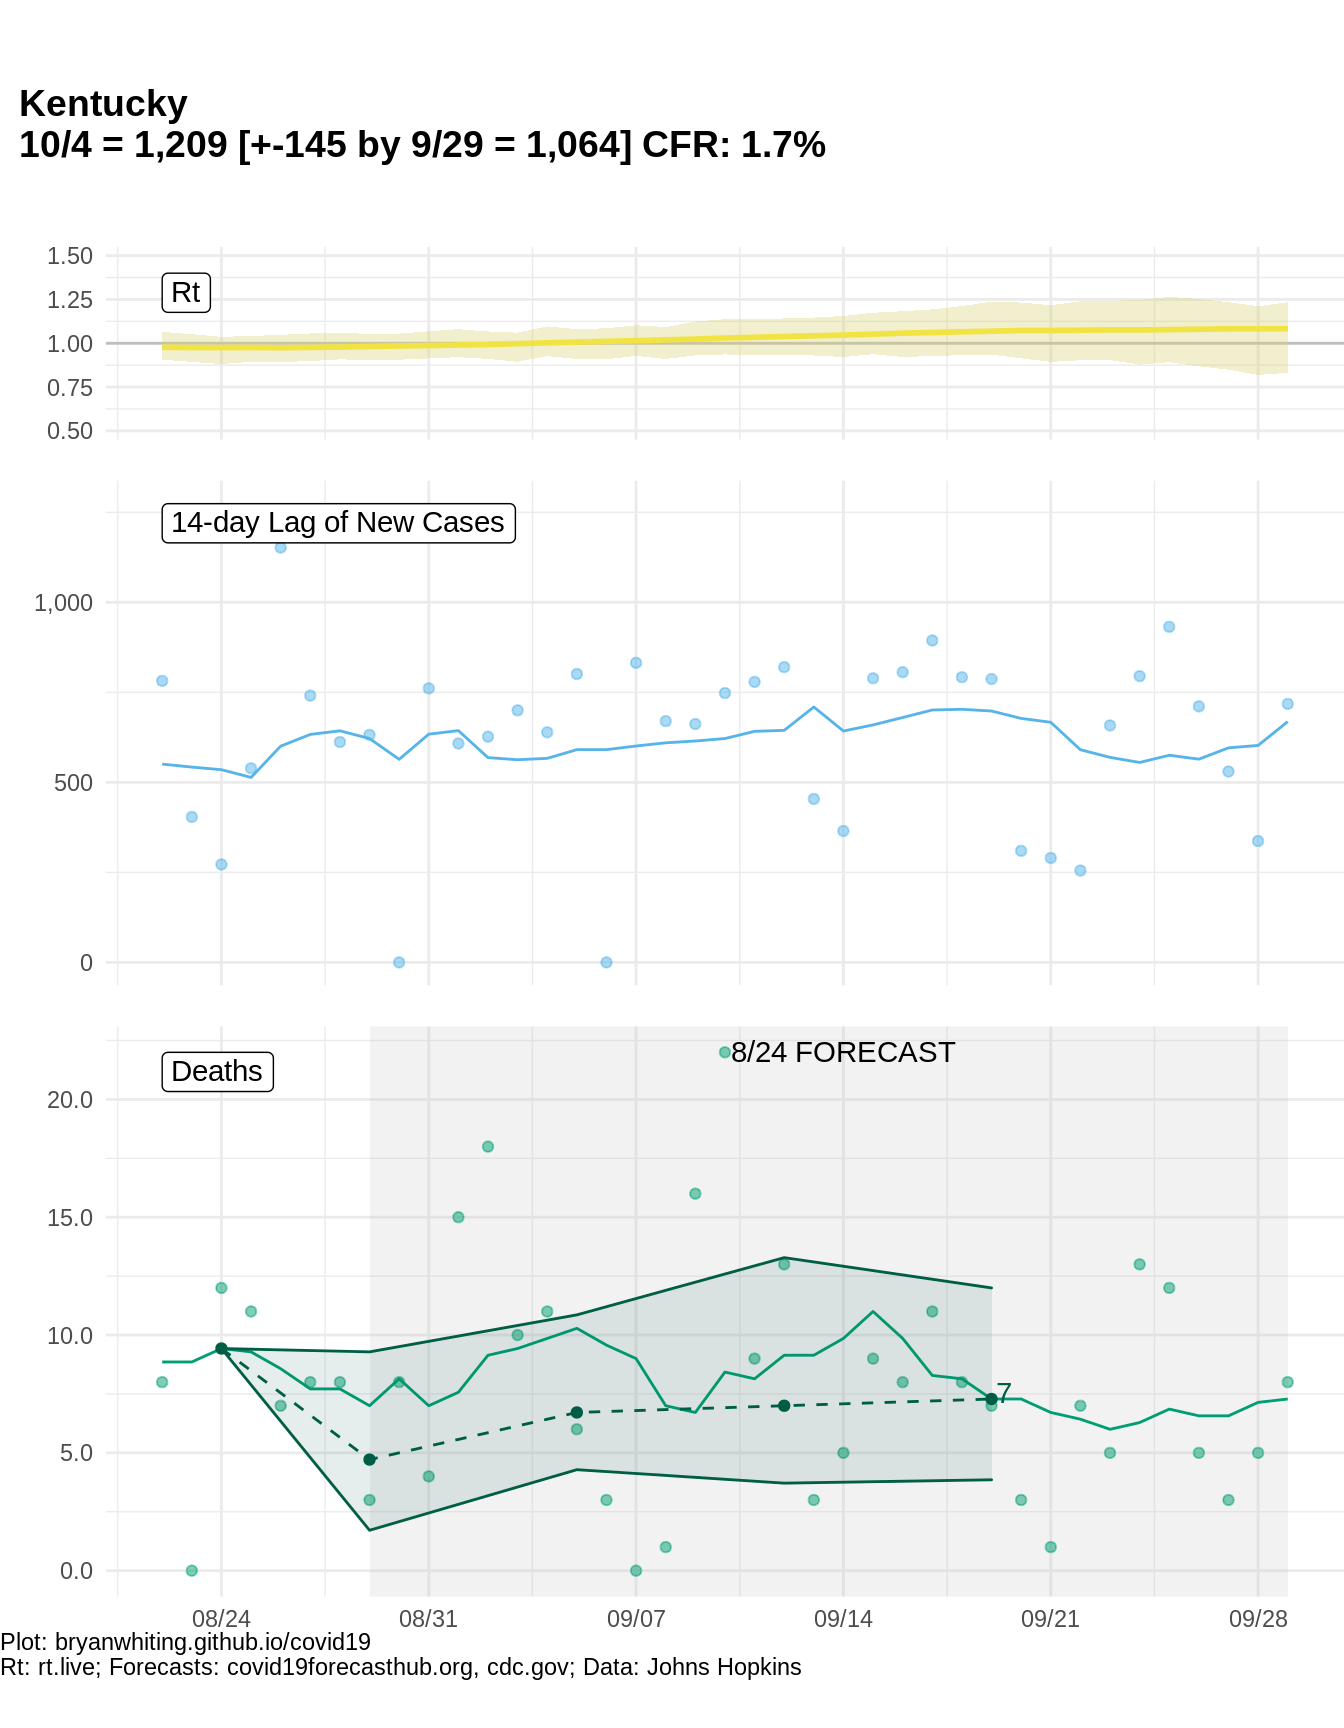 Kentucky
10/4 = 1,209 [+-145 by 9/29 = 1,064] CFR: 1.7%
1.50
Rt
1.25
1.00
0.75
0.50
14-day Lag of New Cases
1,000
500
0
8/24 FORECAST
Deaths
20.0
15.0
10.0
7
5.0
0.0
08/24 08/31 09/07 09/14 09/21 09/28
Plot: bryanwhiting.github.io/covid19
Rt: rt.live; Forecasts: covid19forecasthub.org, cdc.gov; Data: Johns Hopkins